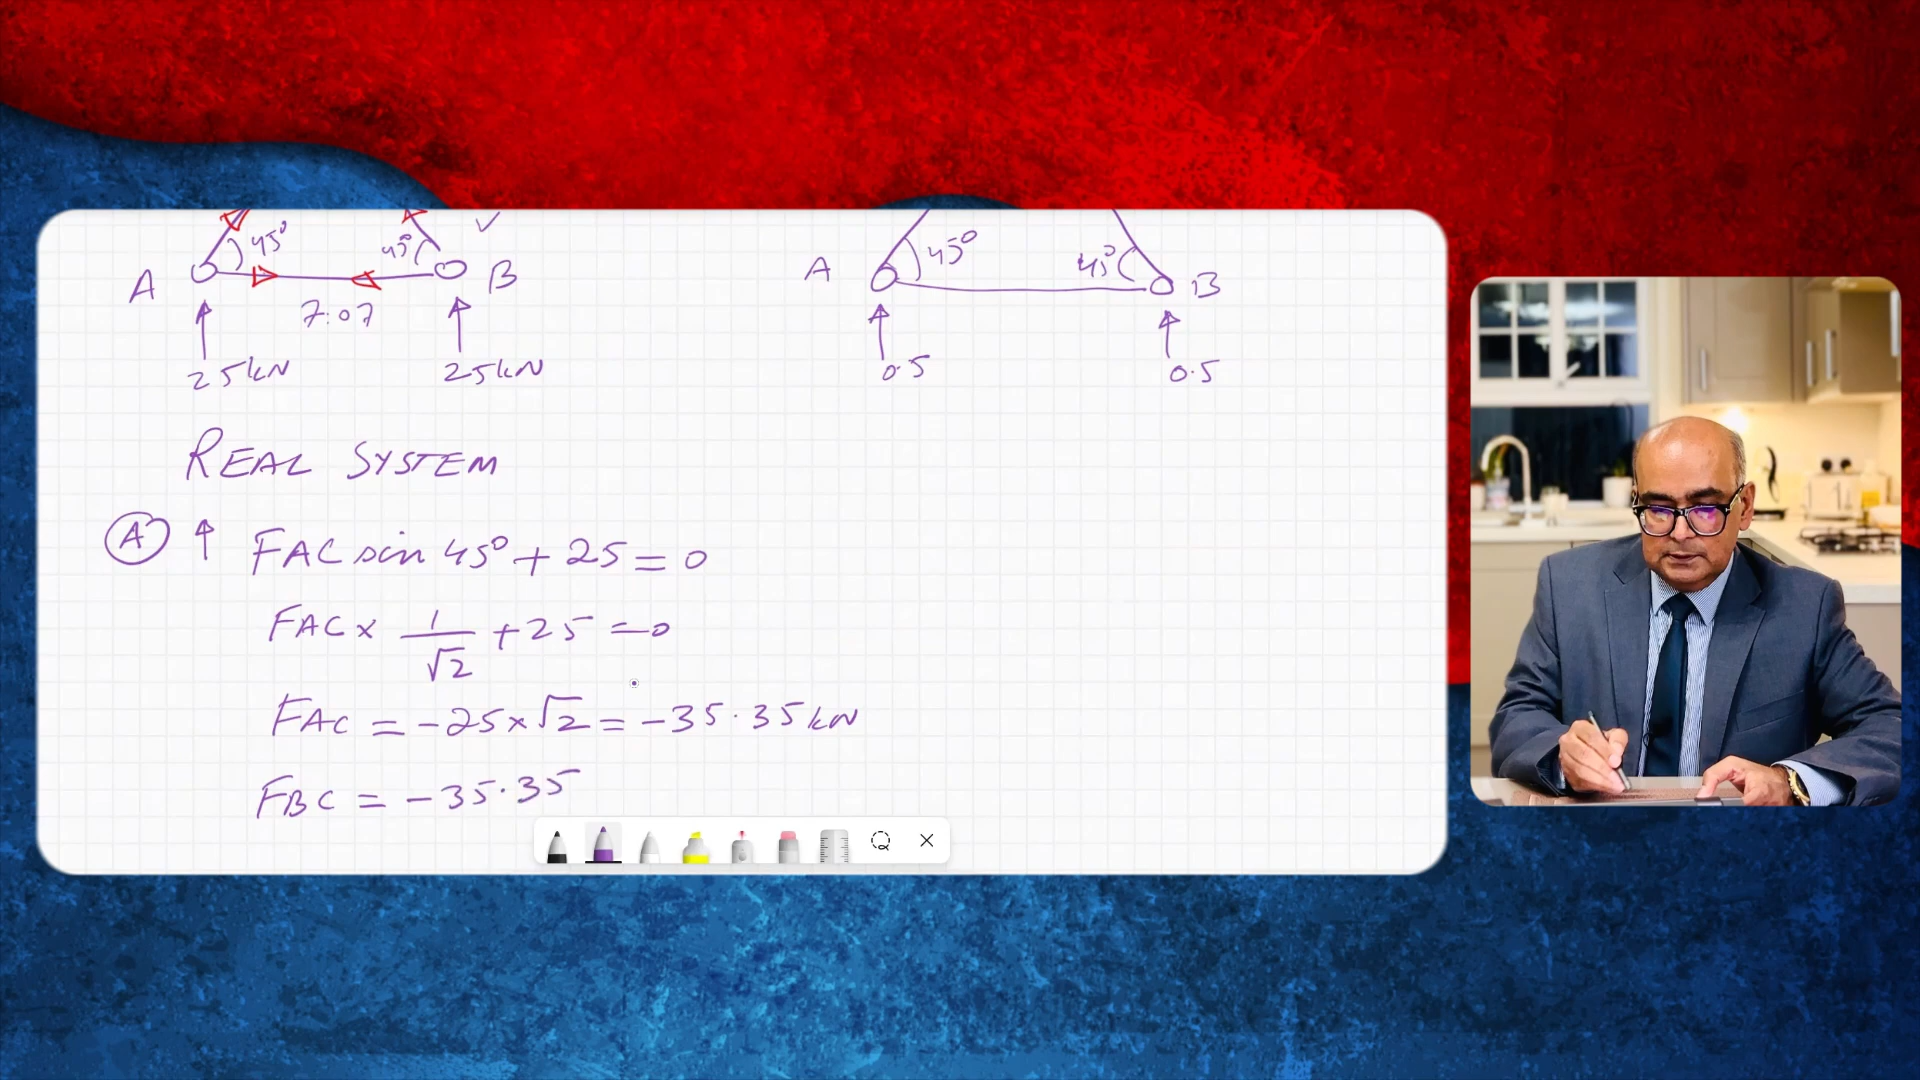 45° 45° ✓
A B
7.07
25kN 25kN
45° 45°
A B
0.5 0.5
REAL SYSTEM
A ↑ FAC sin 45° + 25 = 0
FAC × 1/√2 + 25 = 0
FAC = -25 × √2 = -35.35 kN
FBC = -35.35